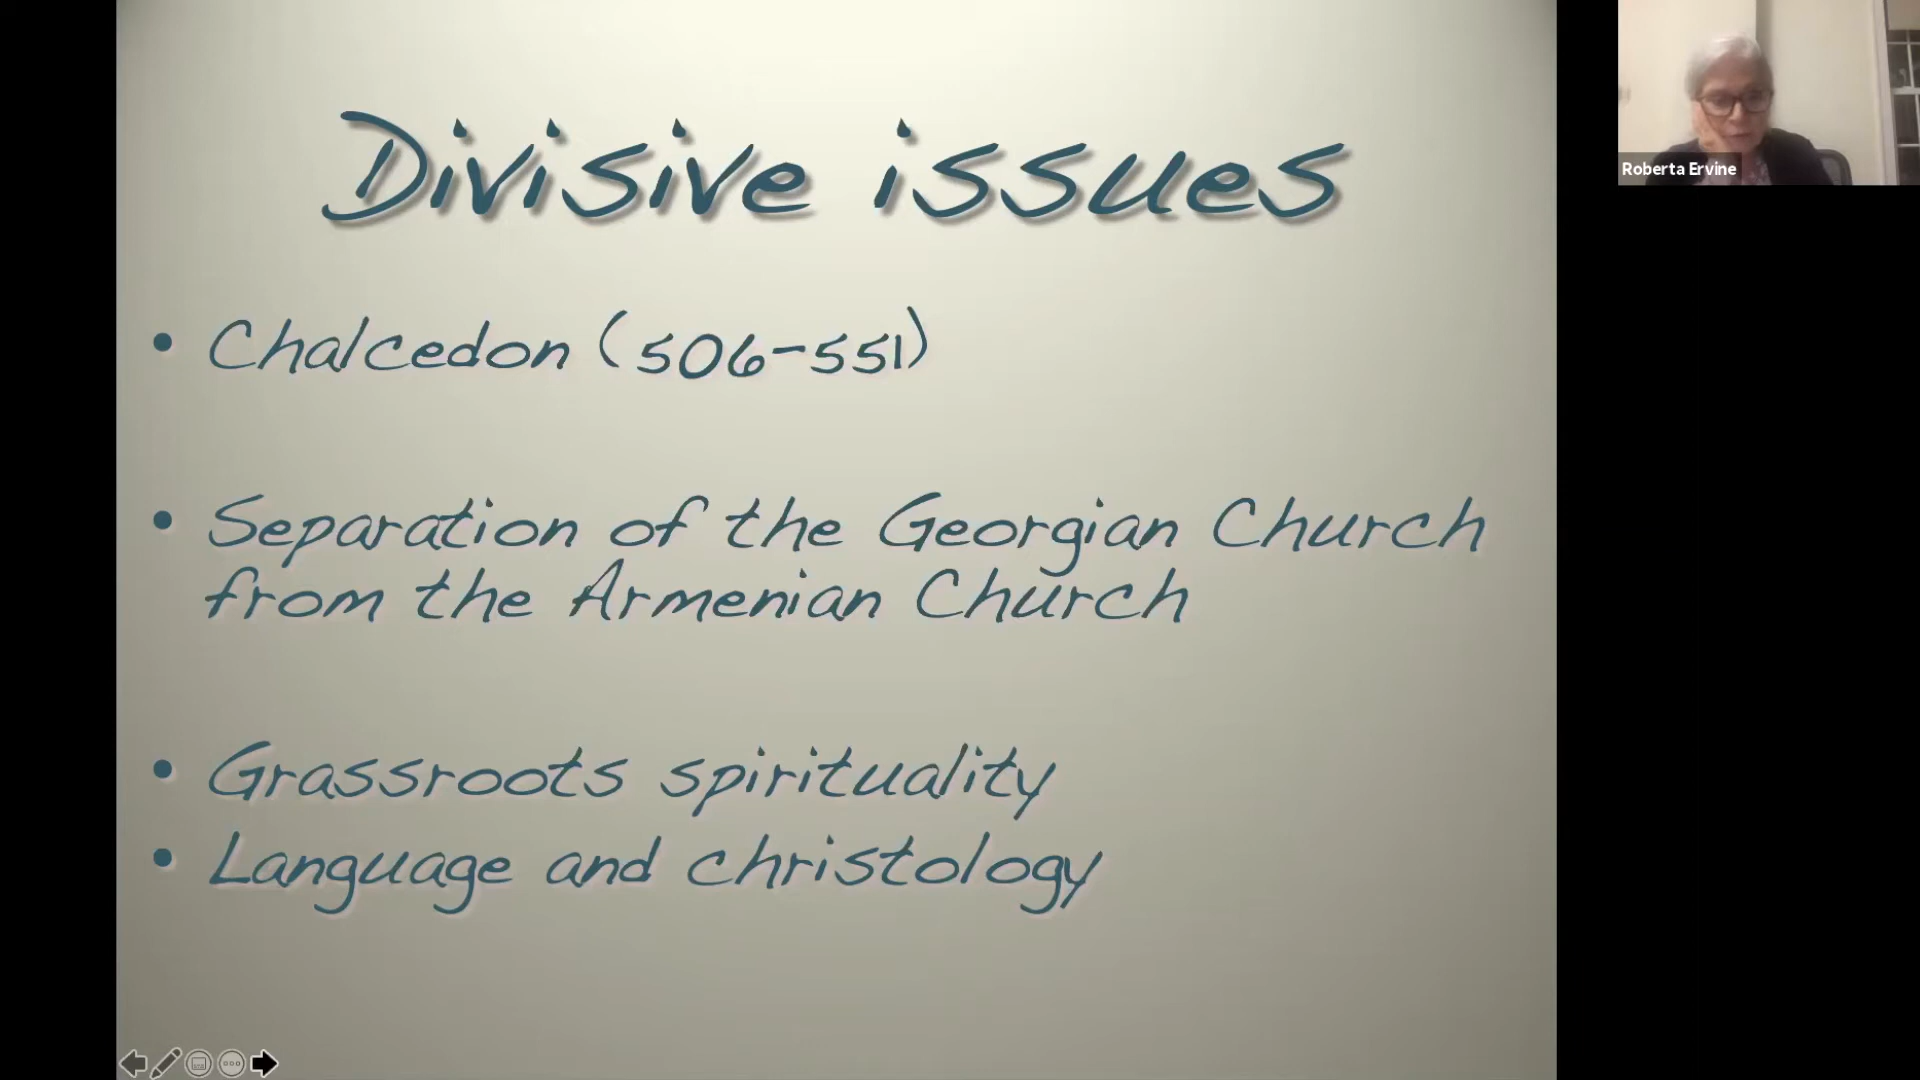 Divisive issues
• Chalcedon (506-551)
• Separation of the Georgian Church
from the Armenian Church
• Grassroots spirituality
• Language and christology
Roberta Ervine